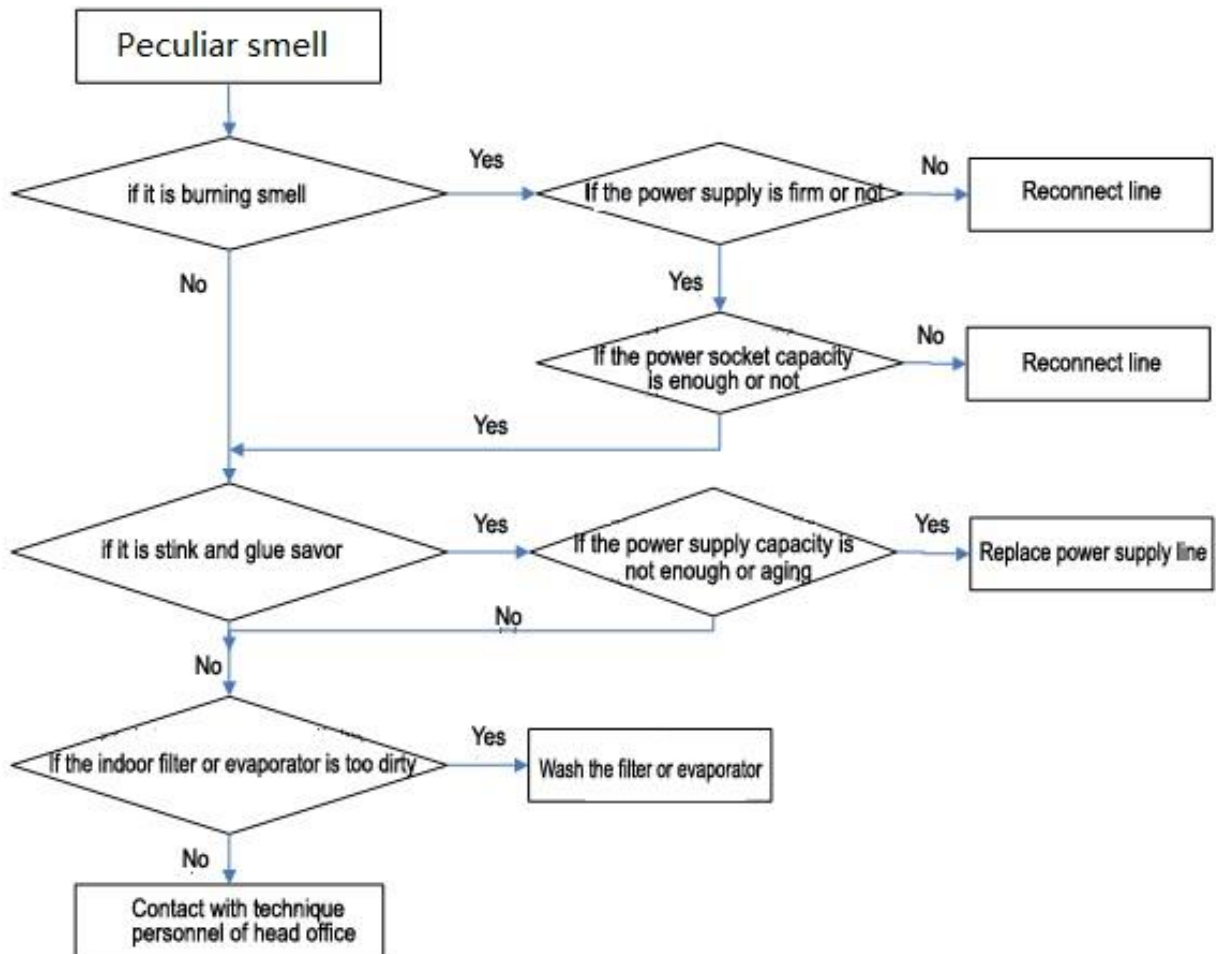 Peculiar smell
if it is burning smell
Yes
If the power supply is firm or not
No
Reconnect line
No
Yes
If the power socket capacity
is enough or not
No
Reconnect line
Yes
if it is stink and glue savor
Yes
If the power supply capacity is
not enough or aging
Yes
Replace power supply line
No
No
If the indoor filter or evaporator is too dirty
Yes
Wash the filter or evaporator
No
Contact with technique
personnel of head office